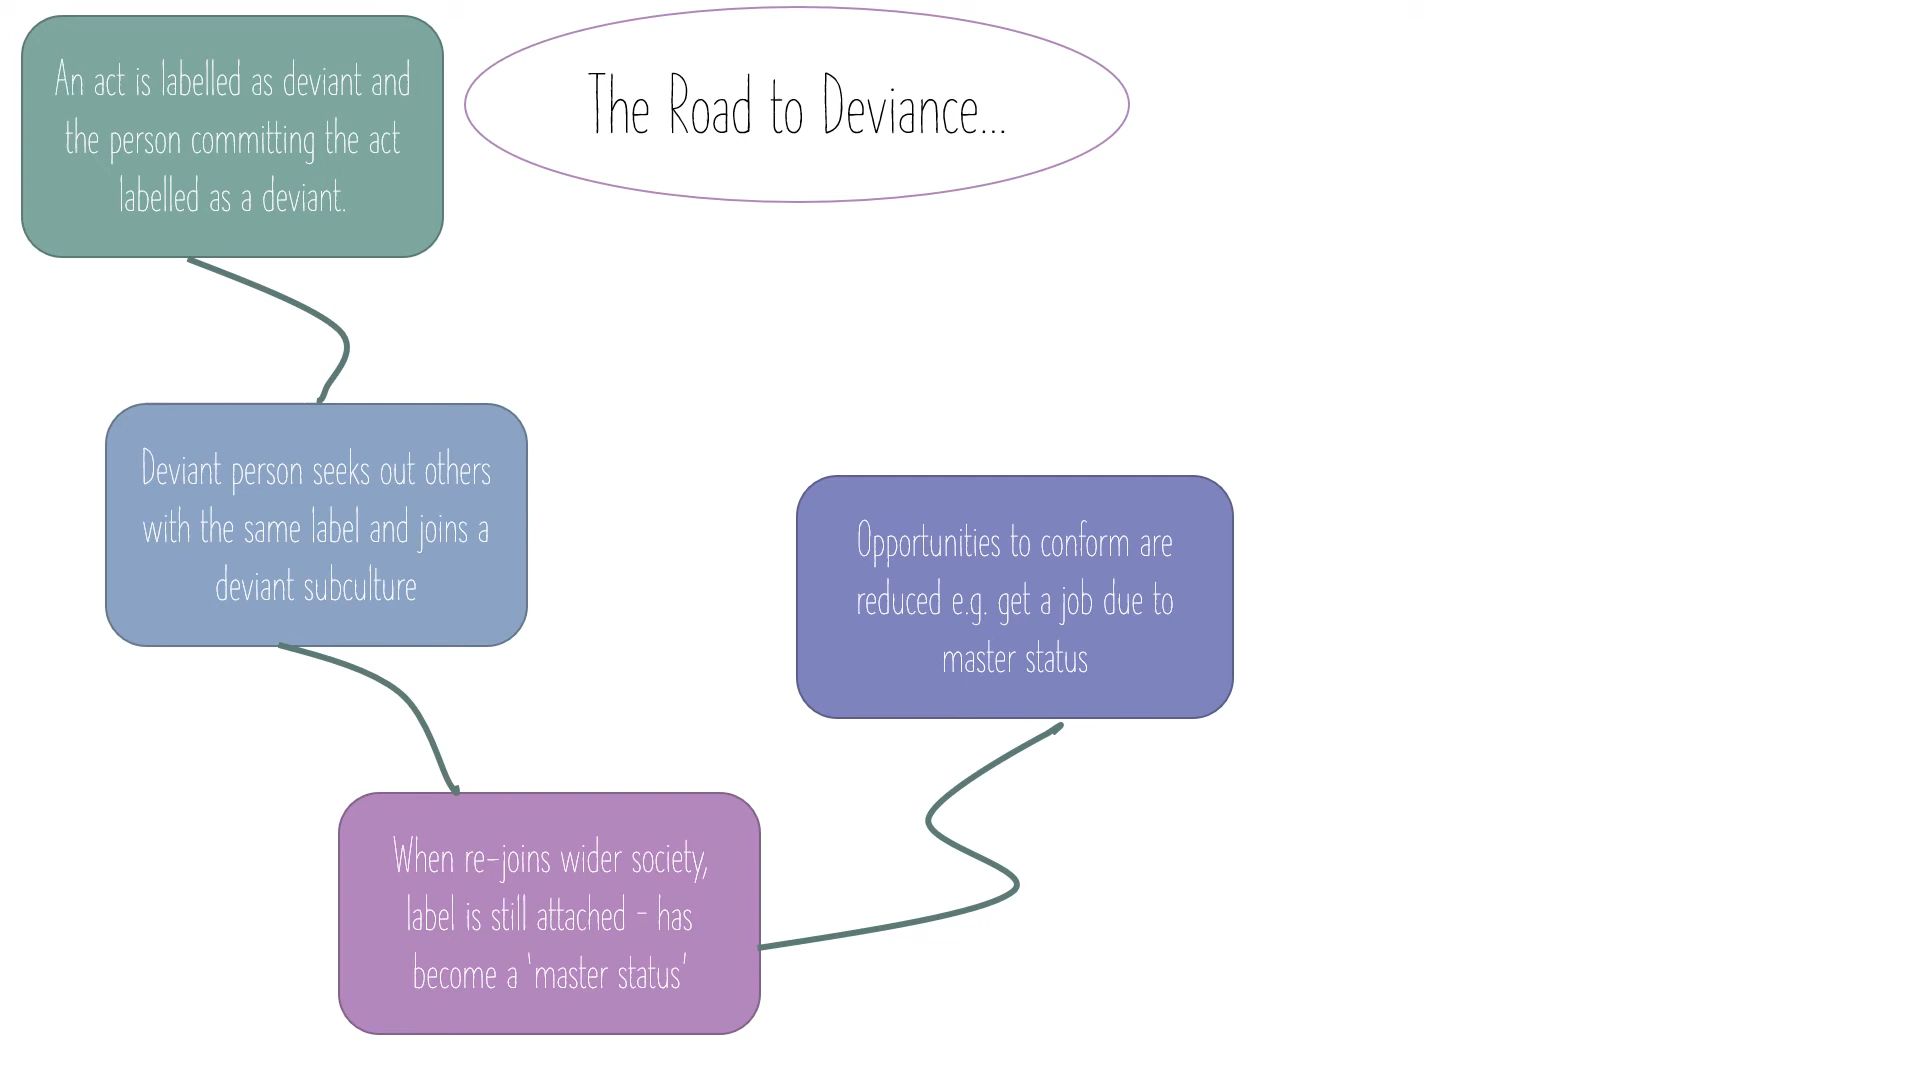 The Road to Deviance...
An act is labelled as deviant and
the person committing the act
labelled as a deviant.
Deviant person seeks out others
with the same label and joins a
deviant subculture
When re-joins wider society,
label is still attached - has
become a 'master status'
Opportunities to conform are
reduced e.g. get a job due to
master status